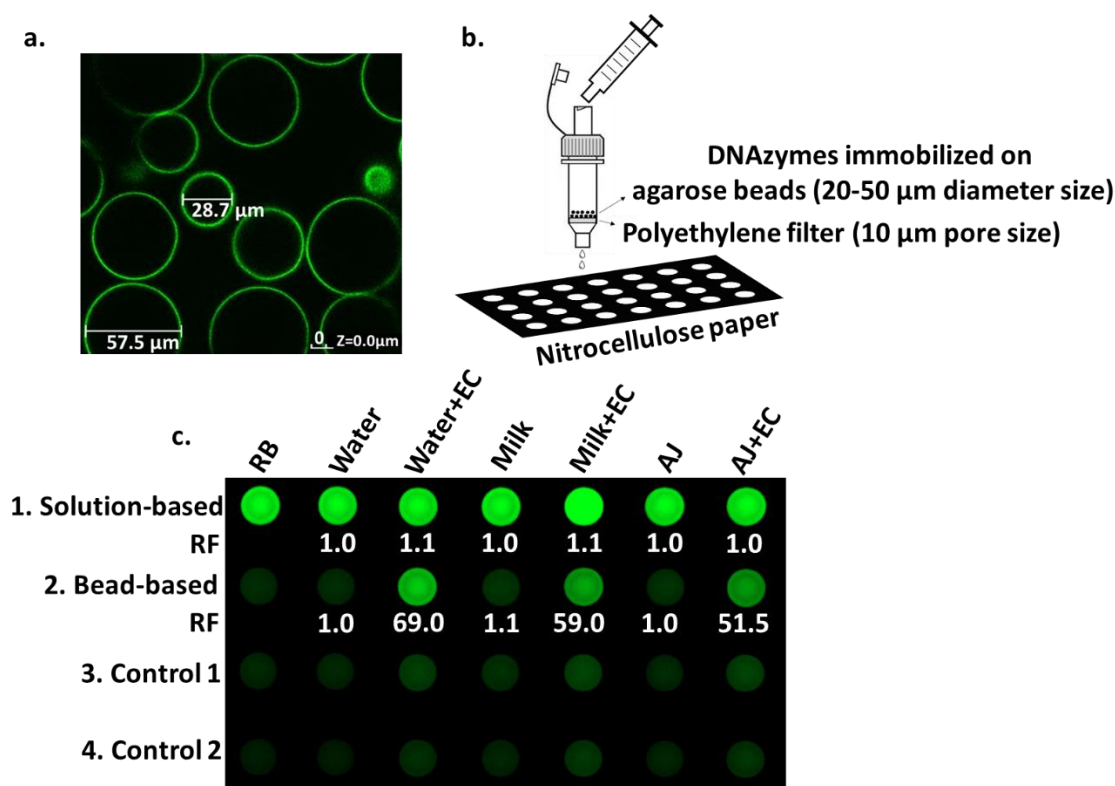 a.
28.7 μm
57.5 μm
0 Z=0.0μm
b.
DNAzymes immobilized on
agarose beads (20-50 μm diameter size)
Polyethylene filter (10 μm pore size)
Nitrocellulose paper
c.
RB Water Water+EC Milk Milk+EC AJ AJ+EC
1. Solution-based
RF 1.0 1.1 1.0 1.1 1.0 1.0
2. Bead-based
RF 1.0 69.0 1.1 59.0 1.0 51.5
3. Control 1
4. Control 2